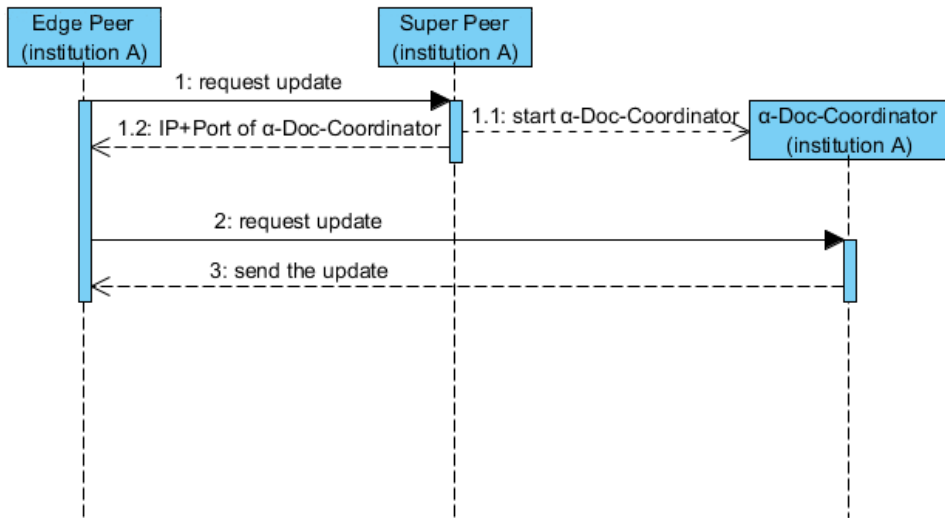 Edge Peer
(institution A)
Super Peer
(institution A)
1: request update
1.2: IP+Port of α-Doc-Coordinator
1.1: start α-Doc-Coordinator
α-Doc-Coordinator
(institution A)
2: request update
3: send the update